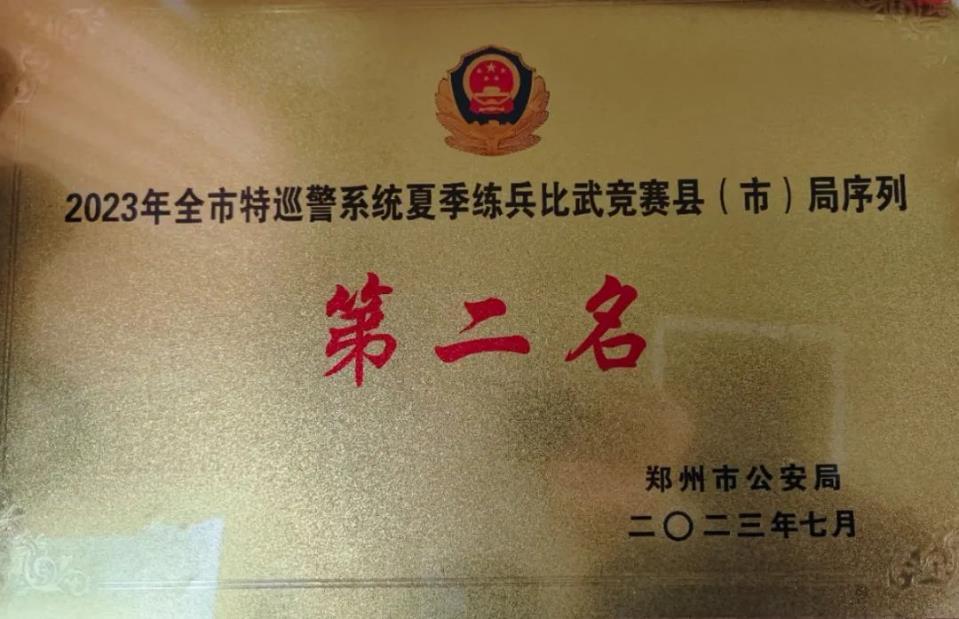 2023年全市特巡警系统夏季练兵比武竞赛县（市）局序列
第二名
郑州市公安局
二〇二三年七月